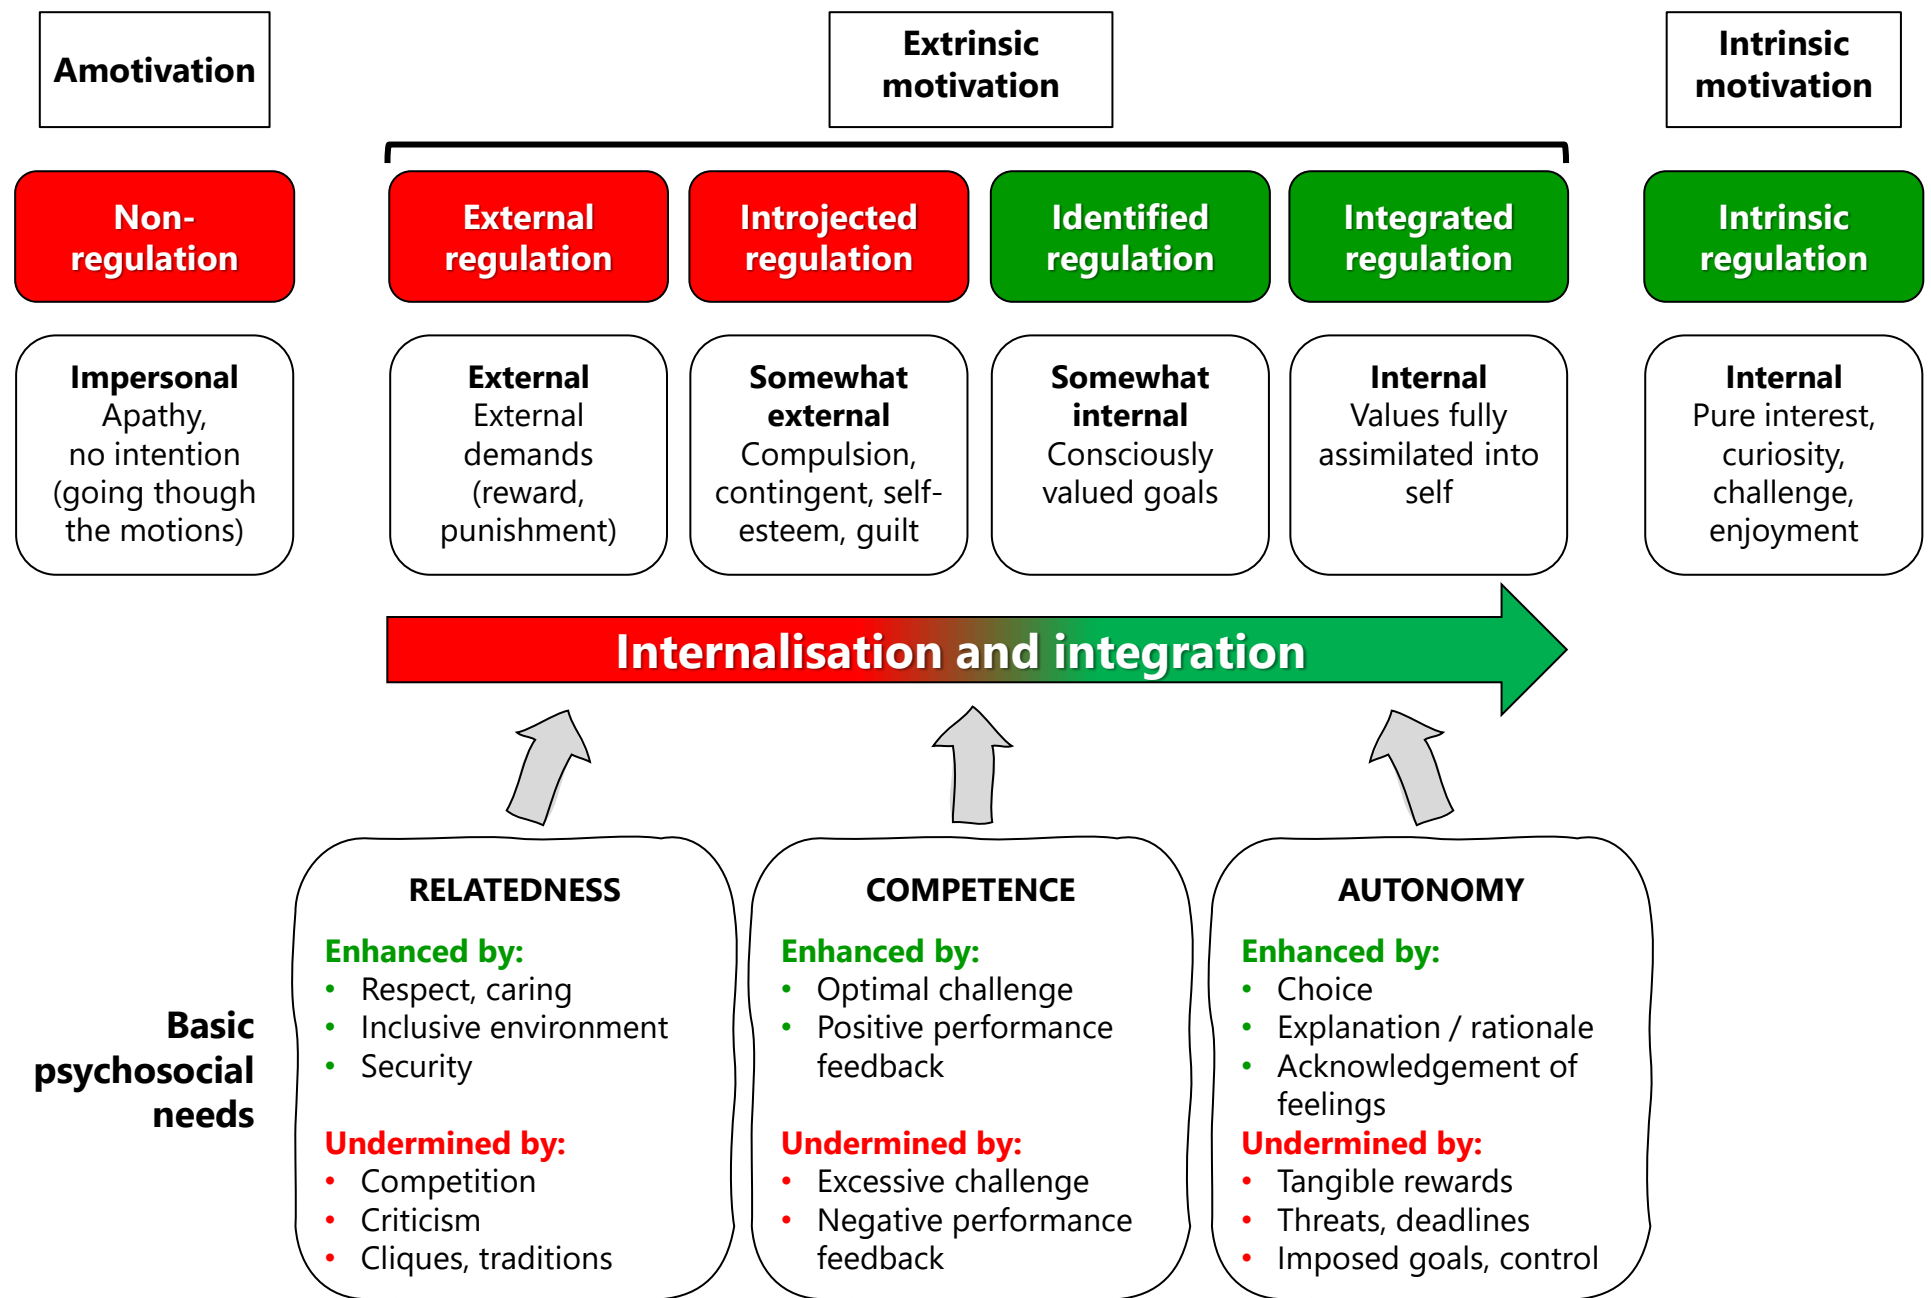 Amotivation
Extrinsic
motivation
Intrinsic
motivation
Non-
regulation
External
regulation
Introjected
regulation
Identified
regulation
Integrated
regulation
Intrinsic
regulation
Impersonal
Apathy,
no intention
(going though
the motions)
External
External
demands
(reward,
punishment)
Somewhat
external
Compulsion,
contingent, self-
esteem, guilt
Somewhat
internal
Consciously
valued goals
Internal
Values fully
assimilated into
self
Internal
Pure interest,
curiosity,
challenge,
enjoyment
Internalisation and integration
Basic
psychosocial
needs
RELATEDNESS
Enhanced by:
• Respect, caring
• Inclusive environment
• Security
Undermined by:
• Competition
• Criticism
• Cliques, traditions
COMPETENCE
Enhanced by:
• Optimal challenge
• Positive performance
feedback
Undermined by:
• Excessive challenge
• Negative performance
feedback
AUTONOMY
Enhanced by:
• Choice
• Explanation / rationale
• Acknowledgement of
feelings
Undermined by:
• Tangible rewards
• Threats, deadlines
• Imposed goals, control